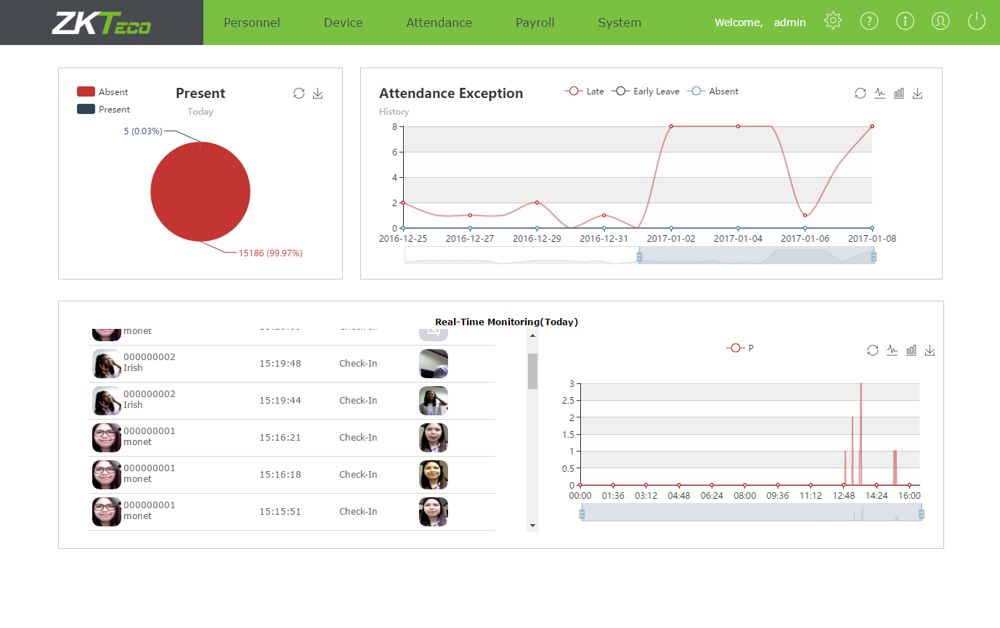 ZKTECO
Personnel Device Attendance Payroll System Welcome, admin
Absent
Present
Present
Today
5 (0.03%)
15186 (99.97%)
Attendance Exception
History
Late Early Leave Absent
8
6
4
2
0
2016-12-25 2016-12-27 2016-12-29 2016-12-31 2017-01-02 2017-01-04 2017-01-06 2017-01-08
Real-Time Monitoring(Today)
monet
000000002
Irish
15:19:48 Check-In
000000002
Irish
15:19:44 Check-In
000000001
monet
15:16:21 Check-In
000000001
monet
15:16:18 Check-In
000000001
monet
15:15:51 Check-In
P
3
2.5
2
1.5
1
0.5
0
00:00 01:36 03:12 04:48 06:24 08:00 09:36 11:12 12:48 14:24 16:00